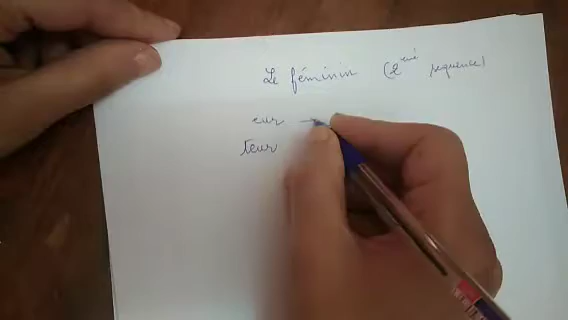 Le féminin (2ème séquence)
eur →
teur